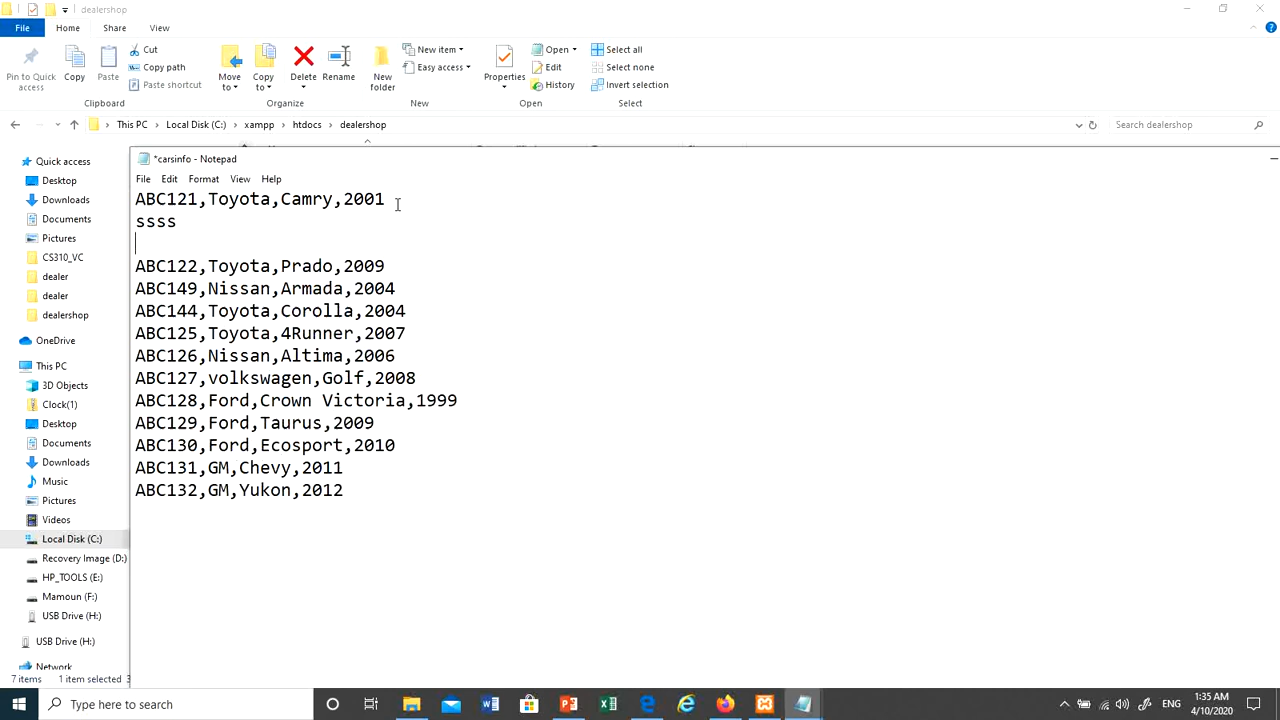 dealershop
File Home Share View
Pin to Quick access
Copy
Paste
Cut
Copy path
Paste shortcut
Move to
Copy to
Delete
Rename
New folder
New item
Easy access
Properties
Open
Edit
History
Select all
Select none
Invert selection
Clipboard Organize New Open Select
This PC Local Disk (C:) xampp htdocs dealershop
Search dealershop
Quick access
Desktop
Downloads
Documents
Pictures
CS310_VC
dealer
dealer
dealershop
OneDrive
This PC
3D Objects
Clock(1)
Desktop
Documents
Downloads
Music
Pictures
Videos
Local Disk (C:)
Recovery Image (D:)
HP_TOOLS (E:)
Mamoun (F:)
USB Drive (H:)
USB Drive (H:)
Network
7 items 1 item selected
*carsinfo - Notepad
File Edit Format View Help
ABC121,Toyota,Camry,2001
ssss
ABC122,Toyota,Prado,2009
ABC149,Nissan,Armada,2004
ABC144,Toyota,Corolla,2004
ABC125,Toyota,4Runner,2007
ABC126,Nissan,Altima,2006
ABC127,volkswagen,Golf,2008
ABC128,Ford,Crown Victoria,1999
ABC129,Ford,Taurus,2009
ABC130,Ford,Ecosport,2010
ABC131,GM,Chevy,2011
ABC132,GM,Yukon,2012
Type here to search
ENG
1:35 AM
4/10/2020